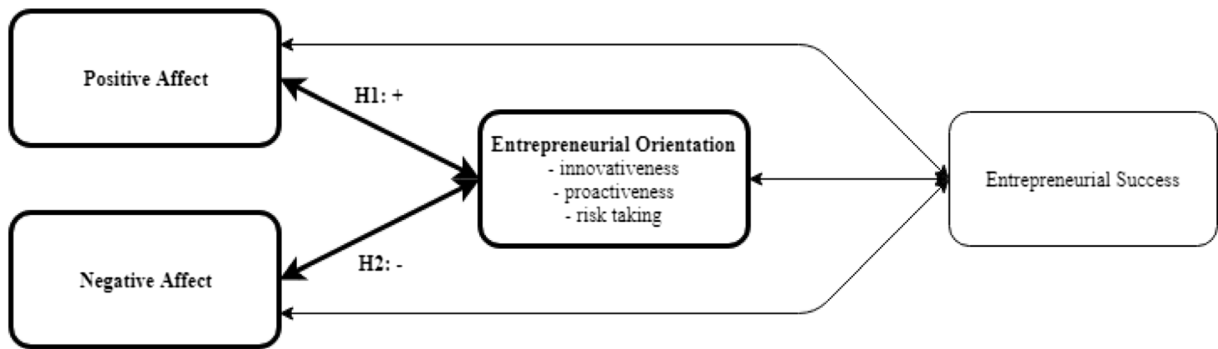 Positive Affect
H1: +
Entrepreneurial Orientation
- innovativeness
- proactiveness
- risk taking
Entrepreneurial Success
H2: -
Negative Affect